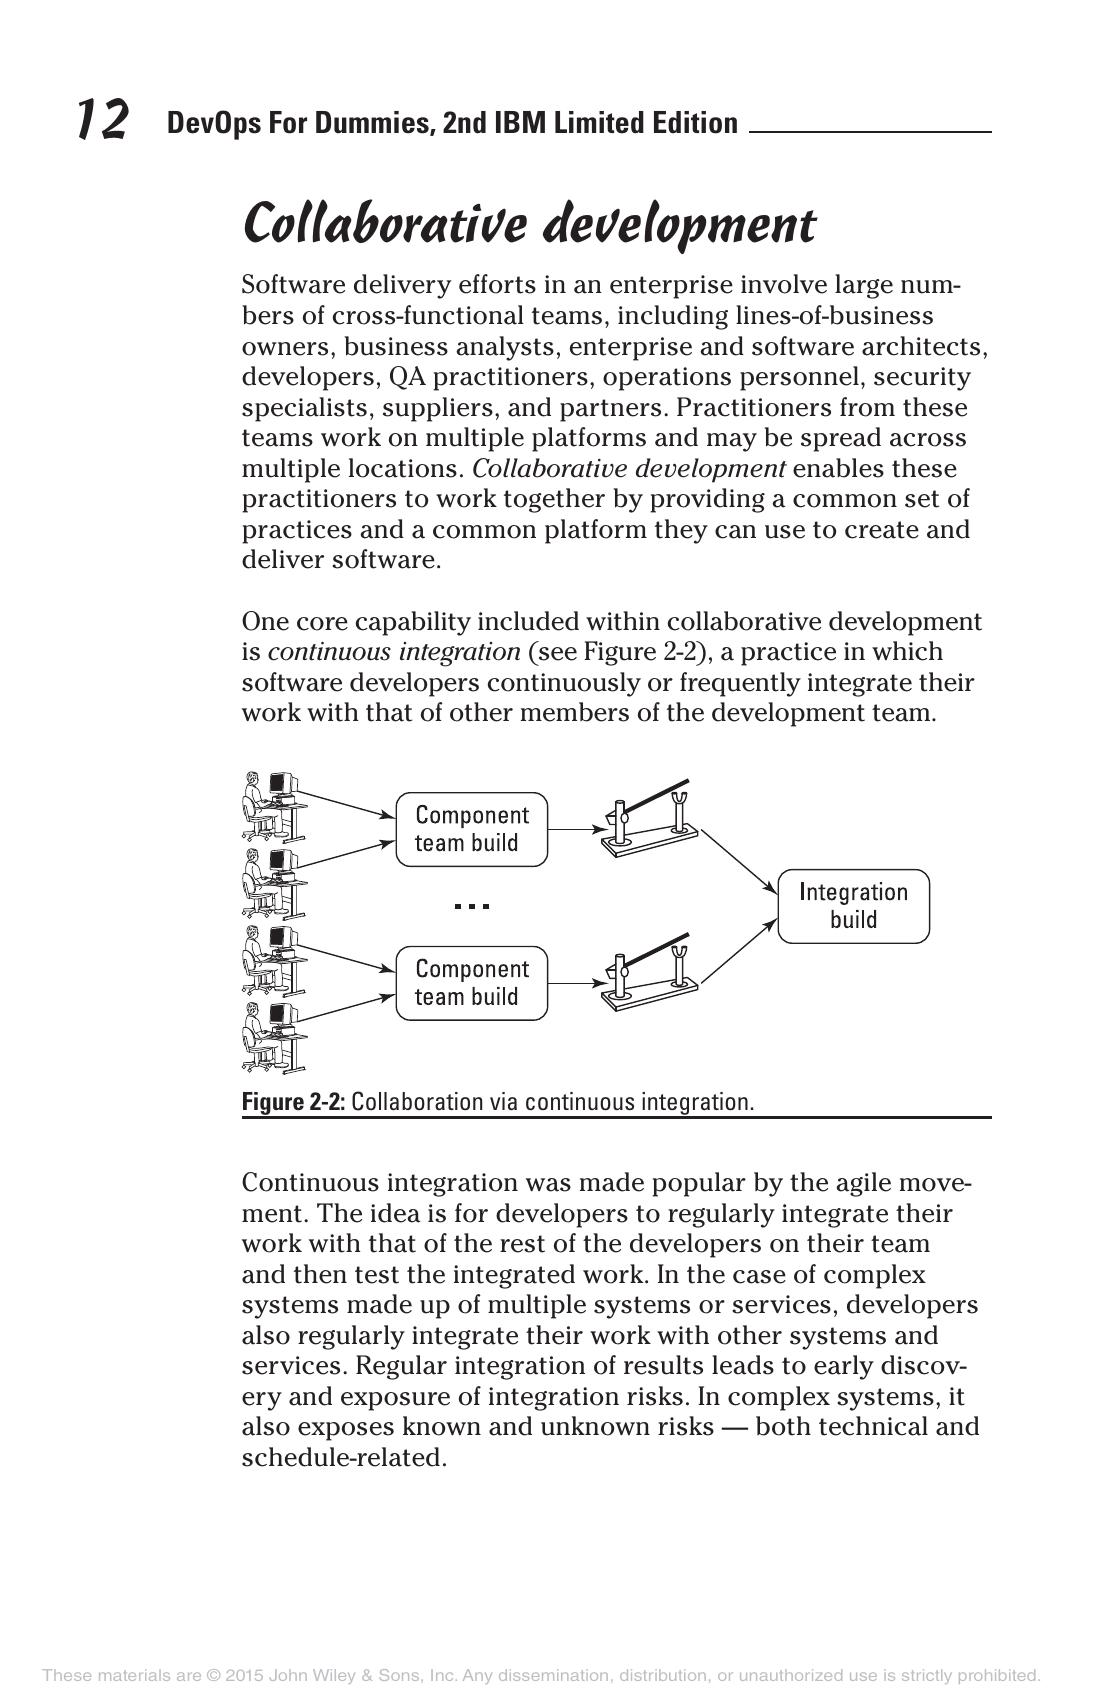 12 DevOps For Dummies, 2nd IBM Limited Edition
Collaborative development
Software delivery efforts in an enterprise involve large num-
bers of cross-functional teams, including lines-of-business
owners, business analysts, enterprise and software architects,
developers, QA practitioners, operations personnel, security
specialists, suppliers, and partners. Practitioners from these
teams work on multiple platforms and may be spread across
multiple locations. Collaborative development enables these
practitioners to work together by providing a common set of
practices and a common platform they can use to create and
deliver software.
One core capability included within collaborative development
is continuous integration (see Figure 2-2), a practice in which
software developers continuously or frequently integrate their
work with that of other members of the development team.
Component
team build
...
Component
team build
Integration
build
Figure 2-2: Collaboration via continuous integration.
Continuous integration was made popular by the agile move-
ment. The idea is for developers to regularly integrate their
work with that of the rest of the developers on their team
and then test the integrated work. In the case of complex
systems made up of multiple systems or services, developers
also regularly integrate their work with other systems and
services. Regular integration of results leads to early discov-
ery and exposure of integration risks. In complex systems, it
also exposes known and unknown risks — both technical and
schedule-related.
These materials are © 2015 John Wiley & Sons, Inc. Any dissemination, distribution, or unauthorized use is strictly prohibited.